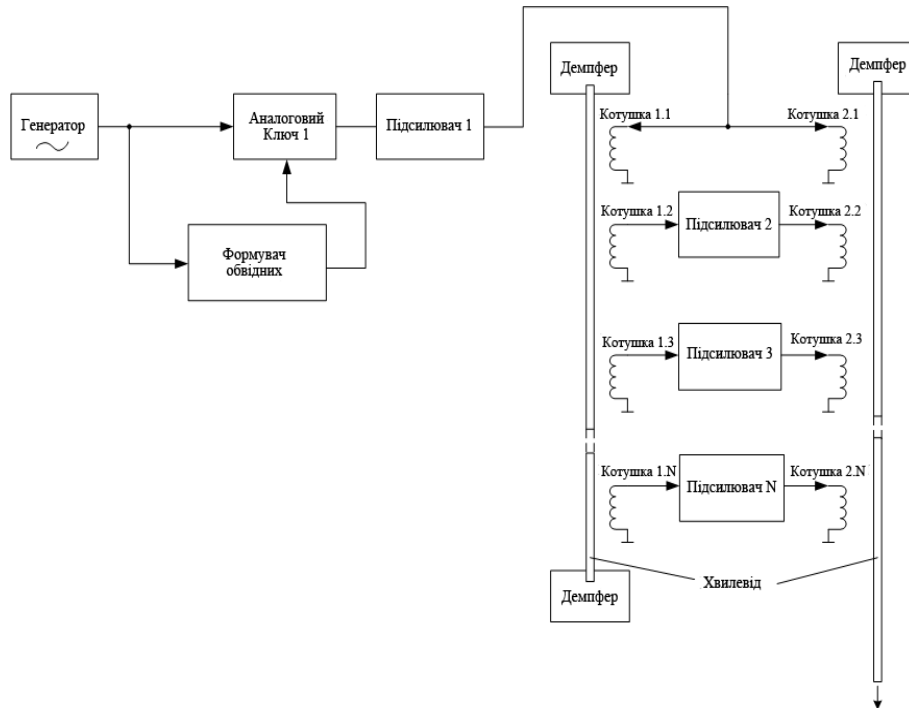 Демпфер
Демпфер
Генератор
Аналоговий
Ключ 1
Підсилювач 1
Котушка 1.1
Котушка 2.1
Котушка 1.2
Підсилювач 2
Котушка 2.2
Формувач
обвідних
Котушка 1.3
Підсилювач 3
Котушка 2.3
Котушка 1.N
Підсилювач N
Котушка 2.N
Хвилевід
Демпфер